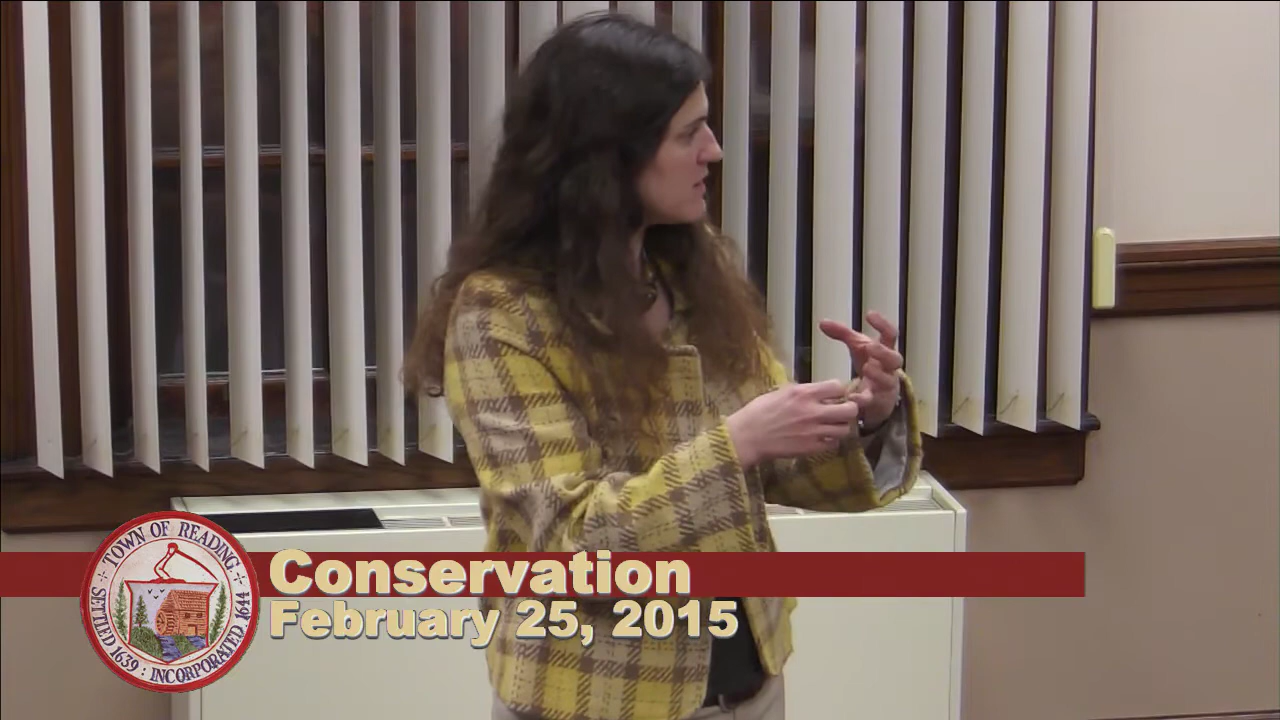 TOWN OF READING
SETTLED 1639 : INCORPORATED 1644
Conservation
February 25, 2015